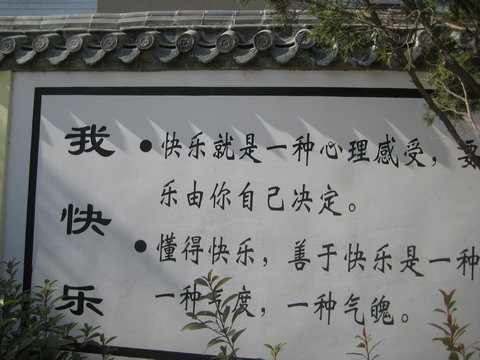 我快乐
●快乐就是一种心理感受，
乐由你自己决定。
●懂得快乐，善于快乐是一种
一种气度，一种气魄。